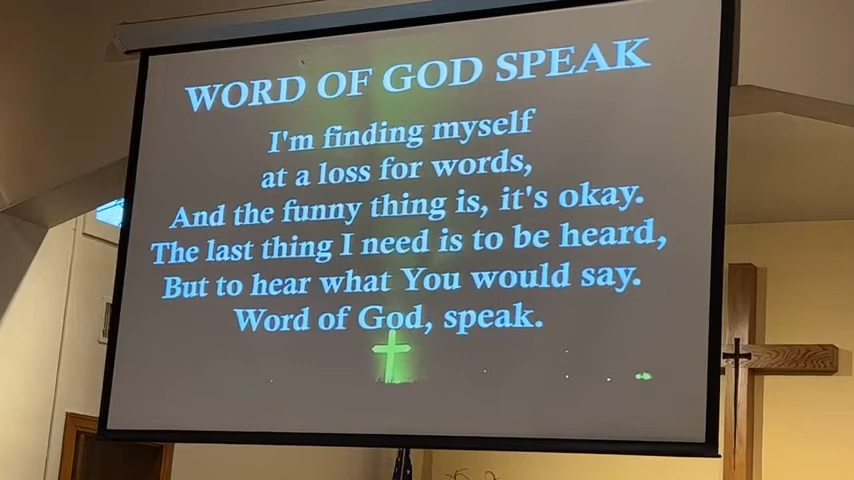 WORD OF GOD SPEAK
I'm finding myself
at a loss for words,
And the funny thing is, it's okay.
The last thing I need is to be heard,
But to hear what You would say.
Word of God, speak.